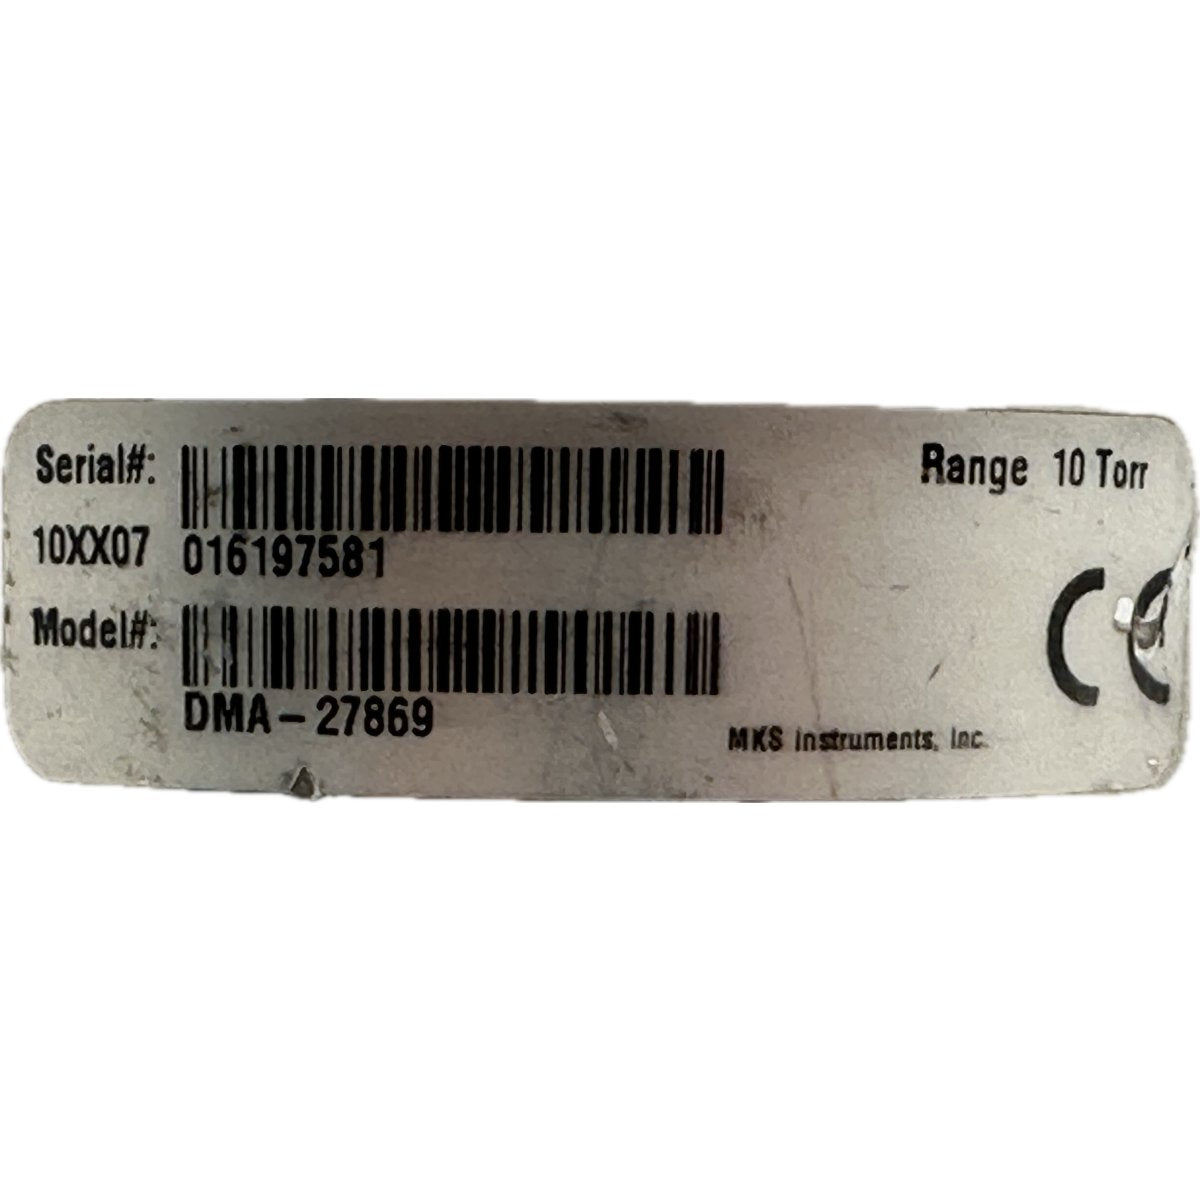 Serial#:
Range 10 Torr
10XX07 016197581
Model#:
DMA-27869
MKS Instruments, Inc.
CE